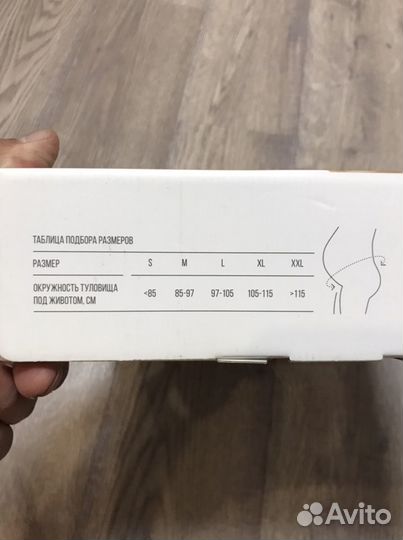 ТАБЛИЦА ПОДБОРА РАЗМЕРОВ
РАЗМЕР S M L XL XXL
ОКРУЖНОСТЬ ТУЛОВИЩА
ПОД ЖИВОТОМ, СМ <85 85-97 97-105 105-115 >115
Avito